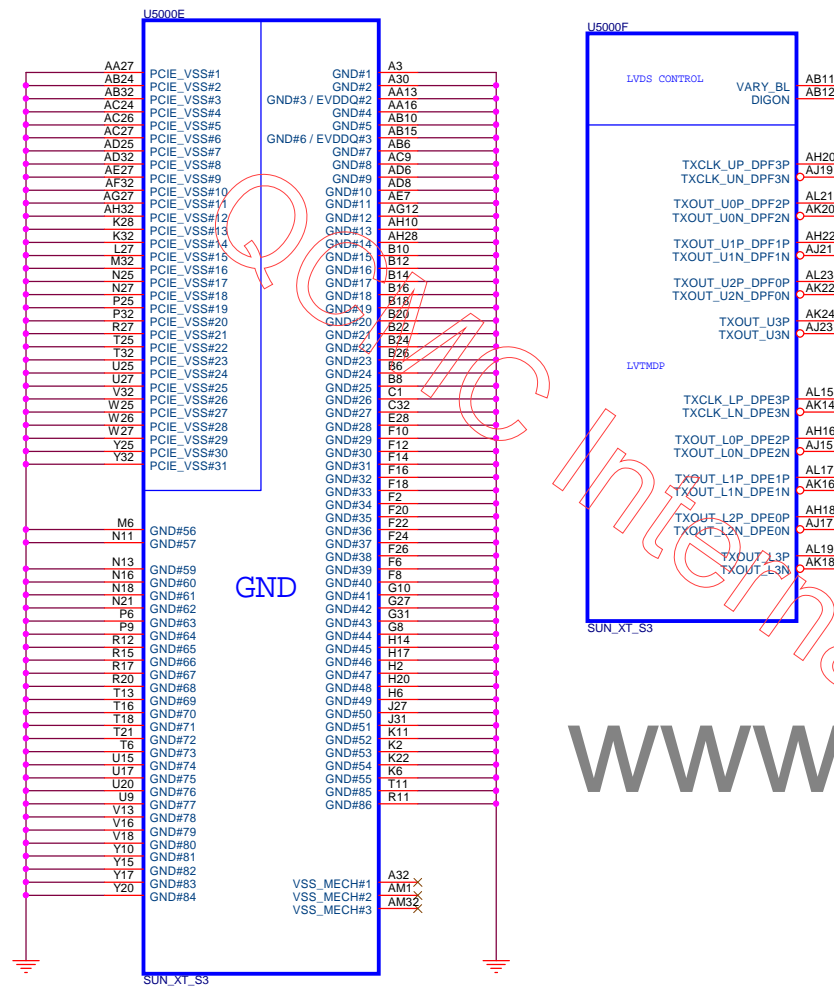 U5000E
AA27 PCIE_VSS#1 GND#1 A3
AB24 PCIE_VSS#2 GND#2 A30
AB32 PCIE_VSS#3 GND#3 / EVDDQ#2 AA13
AC24 PCIE_VSS#4 GND#4 AA16
AC26 PCIE_VSS#5 GND#5 AB10
AC27 PCIE_VSS#6 GND#6 / EVDDQ#3 AB15
AD25 PCIE_VSS#7 GND#7 AB6
AD32 PCIE_VSS#8 GND#8 AC9
AE27 PCIE_VSS#9 GND#9 AD6
AF32 PCIE_VSS#10 GND#10 AD8
AG27 PCIE_VSS#11 GND#11 AE7
AH32 PCIE_VSS#12 GND#12 AG12
K28 PCIE_VSS#13 GND#13 AH10
K32 PCIE_VSS#14 GND#14 AH28
L27 PCIE_VSS#15 GND#15 B10
M32 PCIE_VSS#16 GND#16 B12
N25 PCIE_VSS#17 GND#17 B14
N27 PCIE_VSS#18 GND#18 B16
P25 PCIE_VSS#19 GND#19 B18
P32 PCIE_VSS#20 GND#20 B20
R27 PCIE_VSS#21 GND#21 B22
T25 PCIE_VSS#22 GND#22 B24
T32 PCIE_VSS#23 GND#23 B26
U25 PCIE_VSS#24 GND#24 B6
U27 PCIE_VSS#25 GND#25 B8
V32 PCIE_VSS#26 GND#26 C1
W25 PCIE_VSS#27 GND#27 C32
W26 PCIE_VSS#28 GND#28 E28
W27 PCIE_VSS#29 GND#29 F10
Y25 PCIE_VSS#30 GND#30 F12
Y32 PCIE_VSS#31 GND#31 F14
GND#32 F16
GND#33 F18
GND#34 F2
GND#35 F20
M6 GND#56 GND#36 F22
N11 GND#57 GND#37 F24
GND#38 F26
N13 GND#59 GND#39 F6
N16 GND#60 GND#40 F8
N18 GND#61 GND#41 G10
N21 GND#62 GND#42 G27
P6 GND#63 GND#43 G31
P9 GND#64 GND#44 G8
R12 GND#65 GND#45 H14
R15 GND#66 GND#46 H17
R17 GND#67 GND#47 H2
R20 GND#68 GND#48 H20
T13 GND#69 GND#49 H6
T16 GND#70 GND#50 J27
T18 GND#71 GND#51 J31
T21 GND#72 GND#52 K11
T6 GND#73 GND#53 K2
U15 GND#74 GND#54 K22
U17 GND#75 GND#55 K6
U20 GND#76 GND#85 T11
U9 GND#77 GND#86 R11
V13 GND#78
V16 GND#79
V18 GND#80
Y10 GND#81
Y15 GND#82
Y17 GND#83 VSS_MECH#1 A32
Y20 GND#84 VSS_MECH#2 AM1
VSS_MECH#3 AM32
GND
SUN_XT_S3
U5000F
LVDS CONTROL
VARY_BL AB11
DIGON AB12
TXCLK_UP_DPF3P AH20
TXCLK_UN_DPF3N AJ19
TXOUT_U0P_DPF2P AL21
TXOUT_U0N_DPF2N AK20
TXOUT_U1P_DPF1P AH22
TXOUT_U1N_DPF1N AJ21
TXOUT_U2P_DPF0P AL23
TXOUT_U2N_DPF0N AK22
TXOUT_U3P AK24
TXOUT_U3N AJ23
LVTMDP
TXCLK_LP_DPE3P AL15
TXCLK_LN_DPE3N AK14
TXOUT_L0P_DPE2P AH16
TXOUT_L0N_DPE2N AJ15
TXOUT_L1P_DPE1P AL17
TXOUT_L1N_DPE1N AK16
TXOUT_L2P_DPE0P AH18
TXOUT_L2N_DPE0N AJ17
TXOUT_L3P AL19
TXOUT_L3N AK18
SUN_XT_S3
www